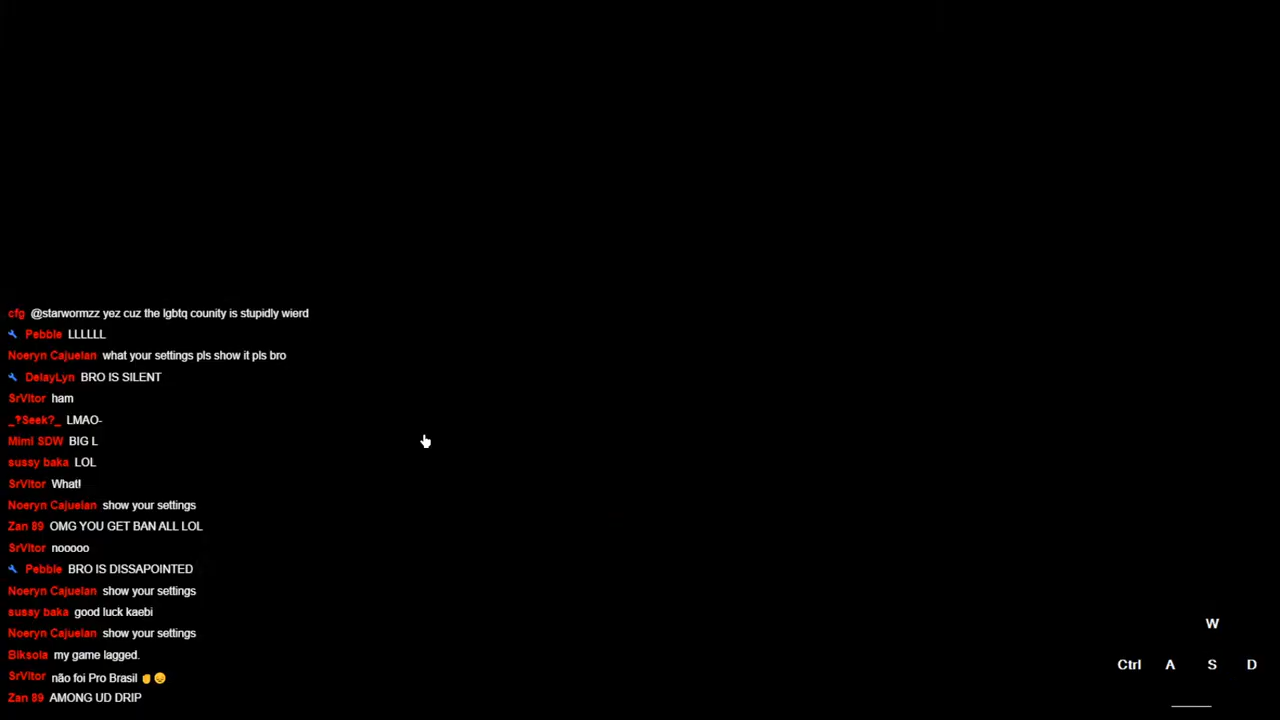 cfg @starwormzz yez cuz the lgbtq counity is stupidly wierd
Pebble LLLLLL
Noeryn Cajuelan what your settings pls show it pls bro
DelayLyn BRO IS SILENT
SrVitor ham
_?Seek?_ LMAO-
Mimi SDW BIG L
sussy baka LOL
SrVitor What!
Noeryn Cajuelan show your settings
Zan 89 OMG YOU GET BAN ALL LOL
SrVitor nooooo
Pebble BRO IS DISSAPOINTED
Noeryn Cajuelan show your settings
sussy baka good luck kaebi
Noeryn Cajuelan show your settings
Biksola my game lagged.
SrVitor não foi Pro Brasil
Zan 89 AMONG UD DRIP
W
Ctrl A S D